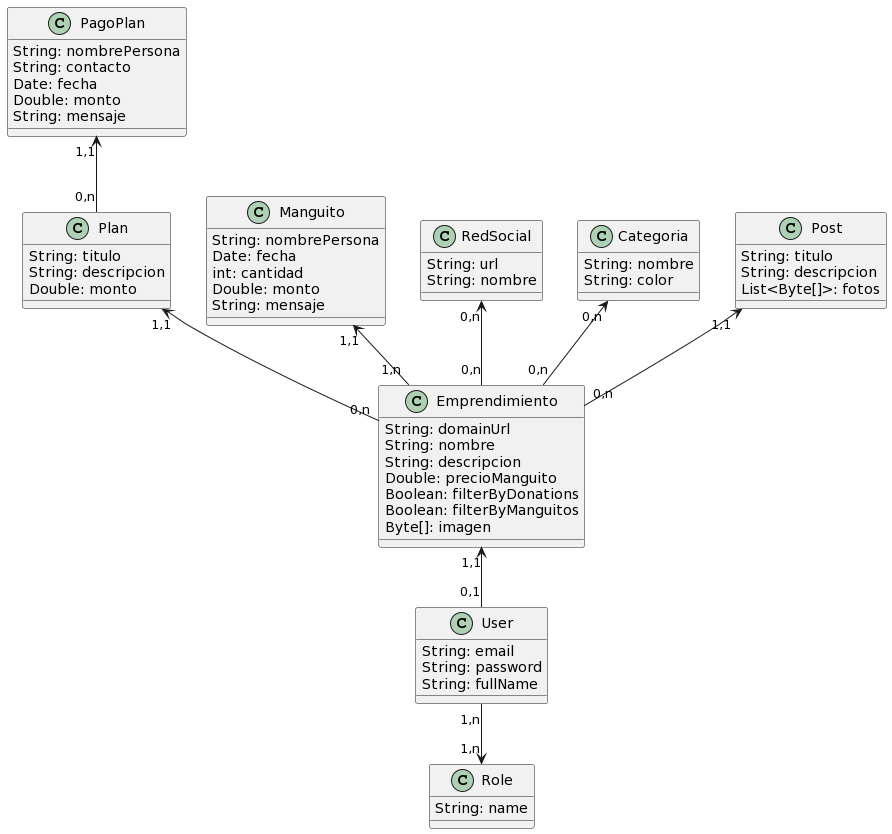 C PagoPlan
String: nombrePersona
String: contacto
Date: fecha
Double: monto
String: mensaje
1,1
0,n
C Plan
String: titulo
String: descripcion
Double: monto
1,1
C Manguito
String: nombrePersona
Date: fecha
int: cantidad
Double: monto
String: mensaje
1,1
C RedSocial
String: url
String: nombre
0,n
C Categoria
String: nombre
String: color
0,n
C Post
String: titulo
String: descripcion
List<Byte[]>: fotos
1,1
0,n
1,n
0,n
0,n
0,n
C Emprendimiento
String: domainUrl
String: nombre
String: descripcion
Double: precioManguito
Boolean: filterByDonations
Boolean: filterByManguitos
Byte[]: imagen
1,1
0,1
C User
String: email
String: password
String: fullName
1,n
1,n
C Role
String: name